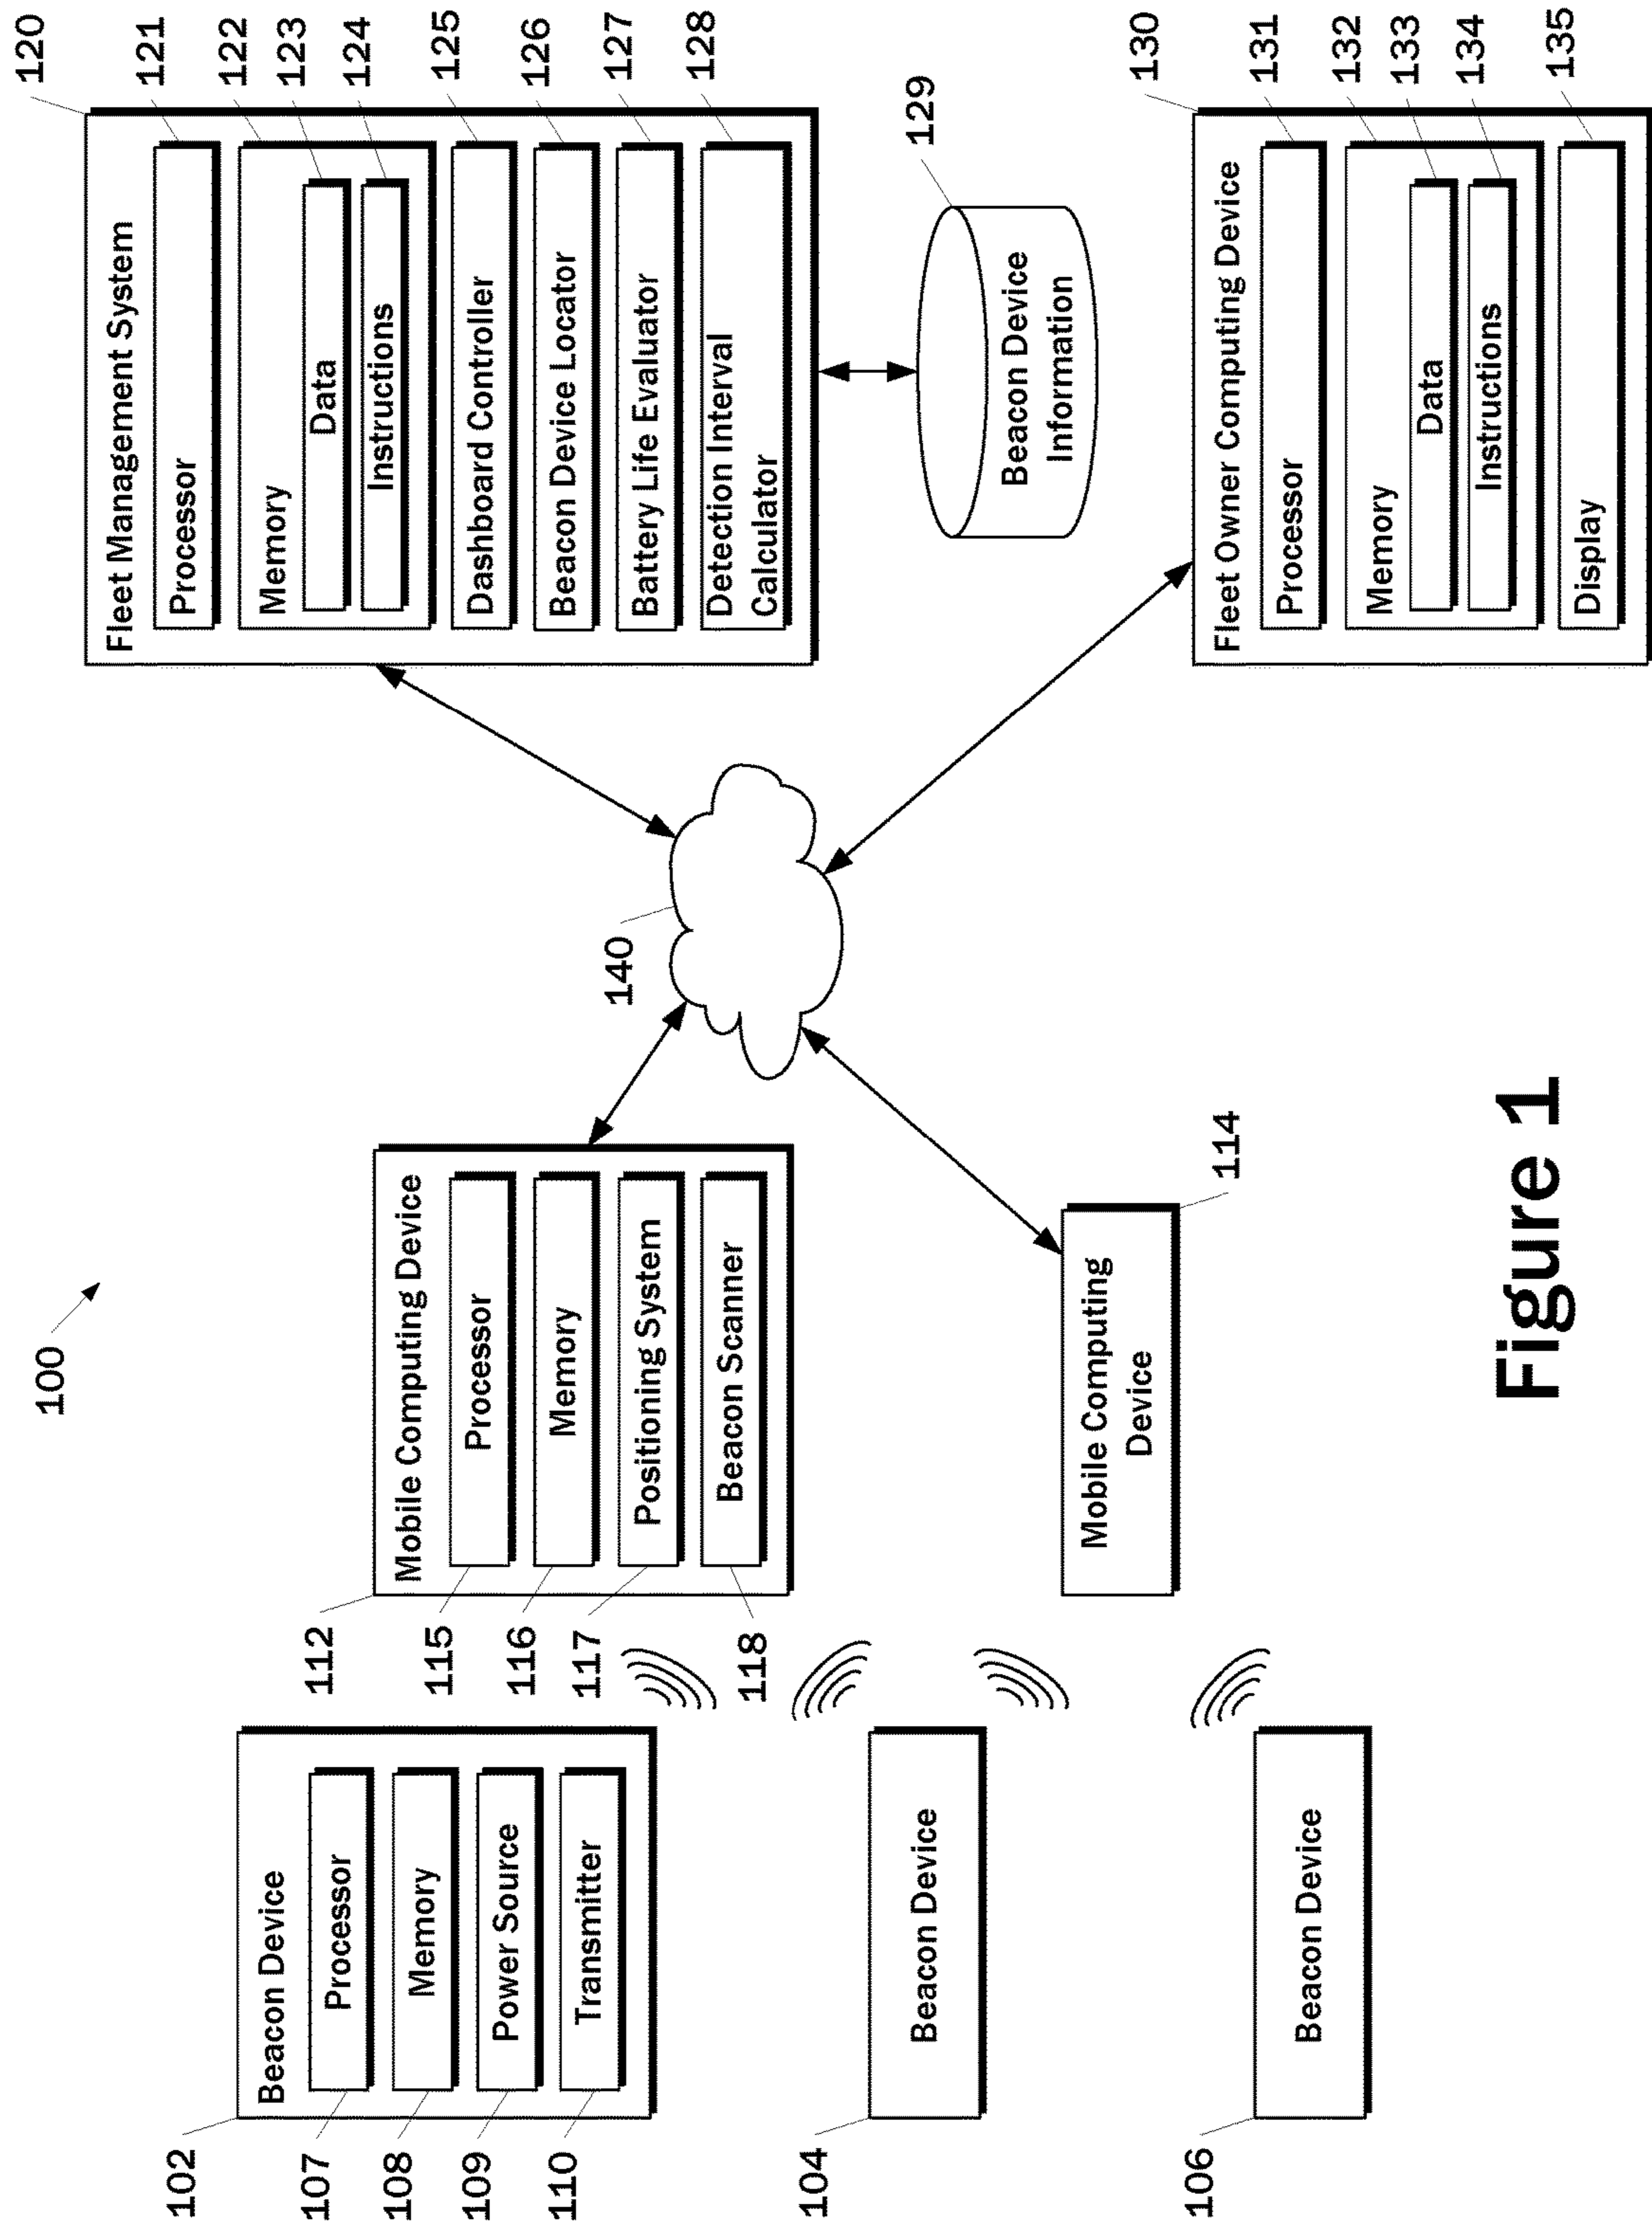 100
102
Beacon Device
107
Processor
108
Memory
109
Power Source
110
Transmitter
104
Beacon Device
106
Beacon Device
112
Mobile Computing Device
115
Processor
116
Memory
117
Positioning System
118
Beacon Scanner
114
Mobile Computing
Device
140
120
Fleet Management System
121
Processor
122
Memory
123
Data
124
Instructions
125
Dashboard Controller
126
Beacon Device Locator
127
Battery Life Evaluator
128
Detection Interval
Calculator
129
Beacon Device
Information
130
Fleet Owner Computing Device
131
Processor
132
Memory
133
Data
134
Instructions
135
Display
Figure 1